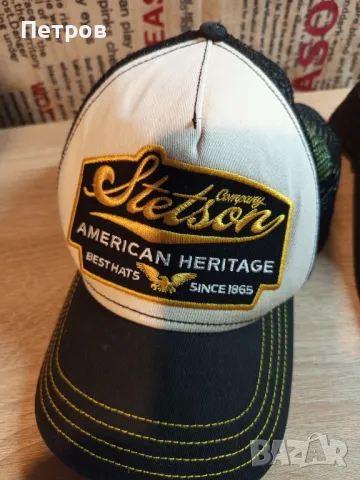 Петров
Stetson
Company
AMERICAN HERITAGE
BEST HATS SINCE 1865
BAZAR